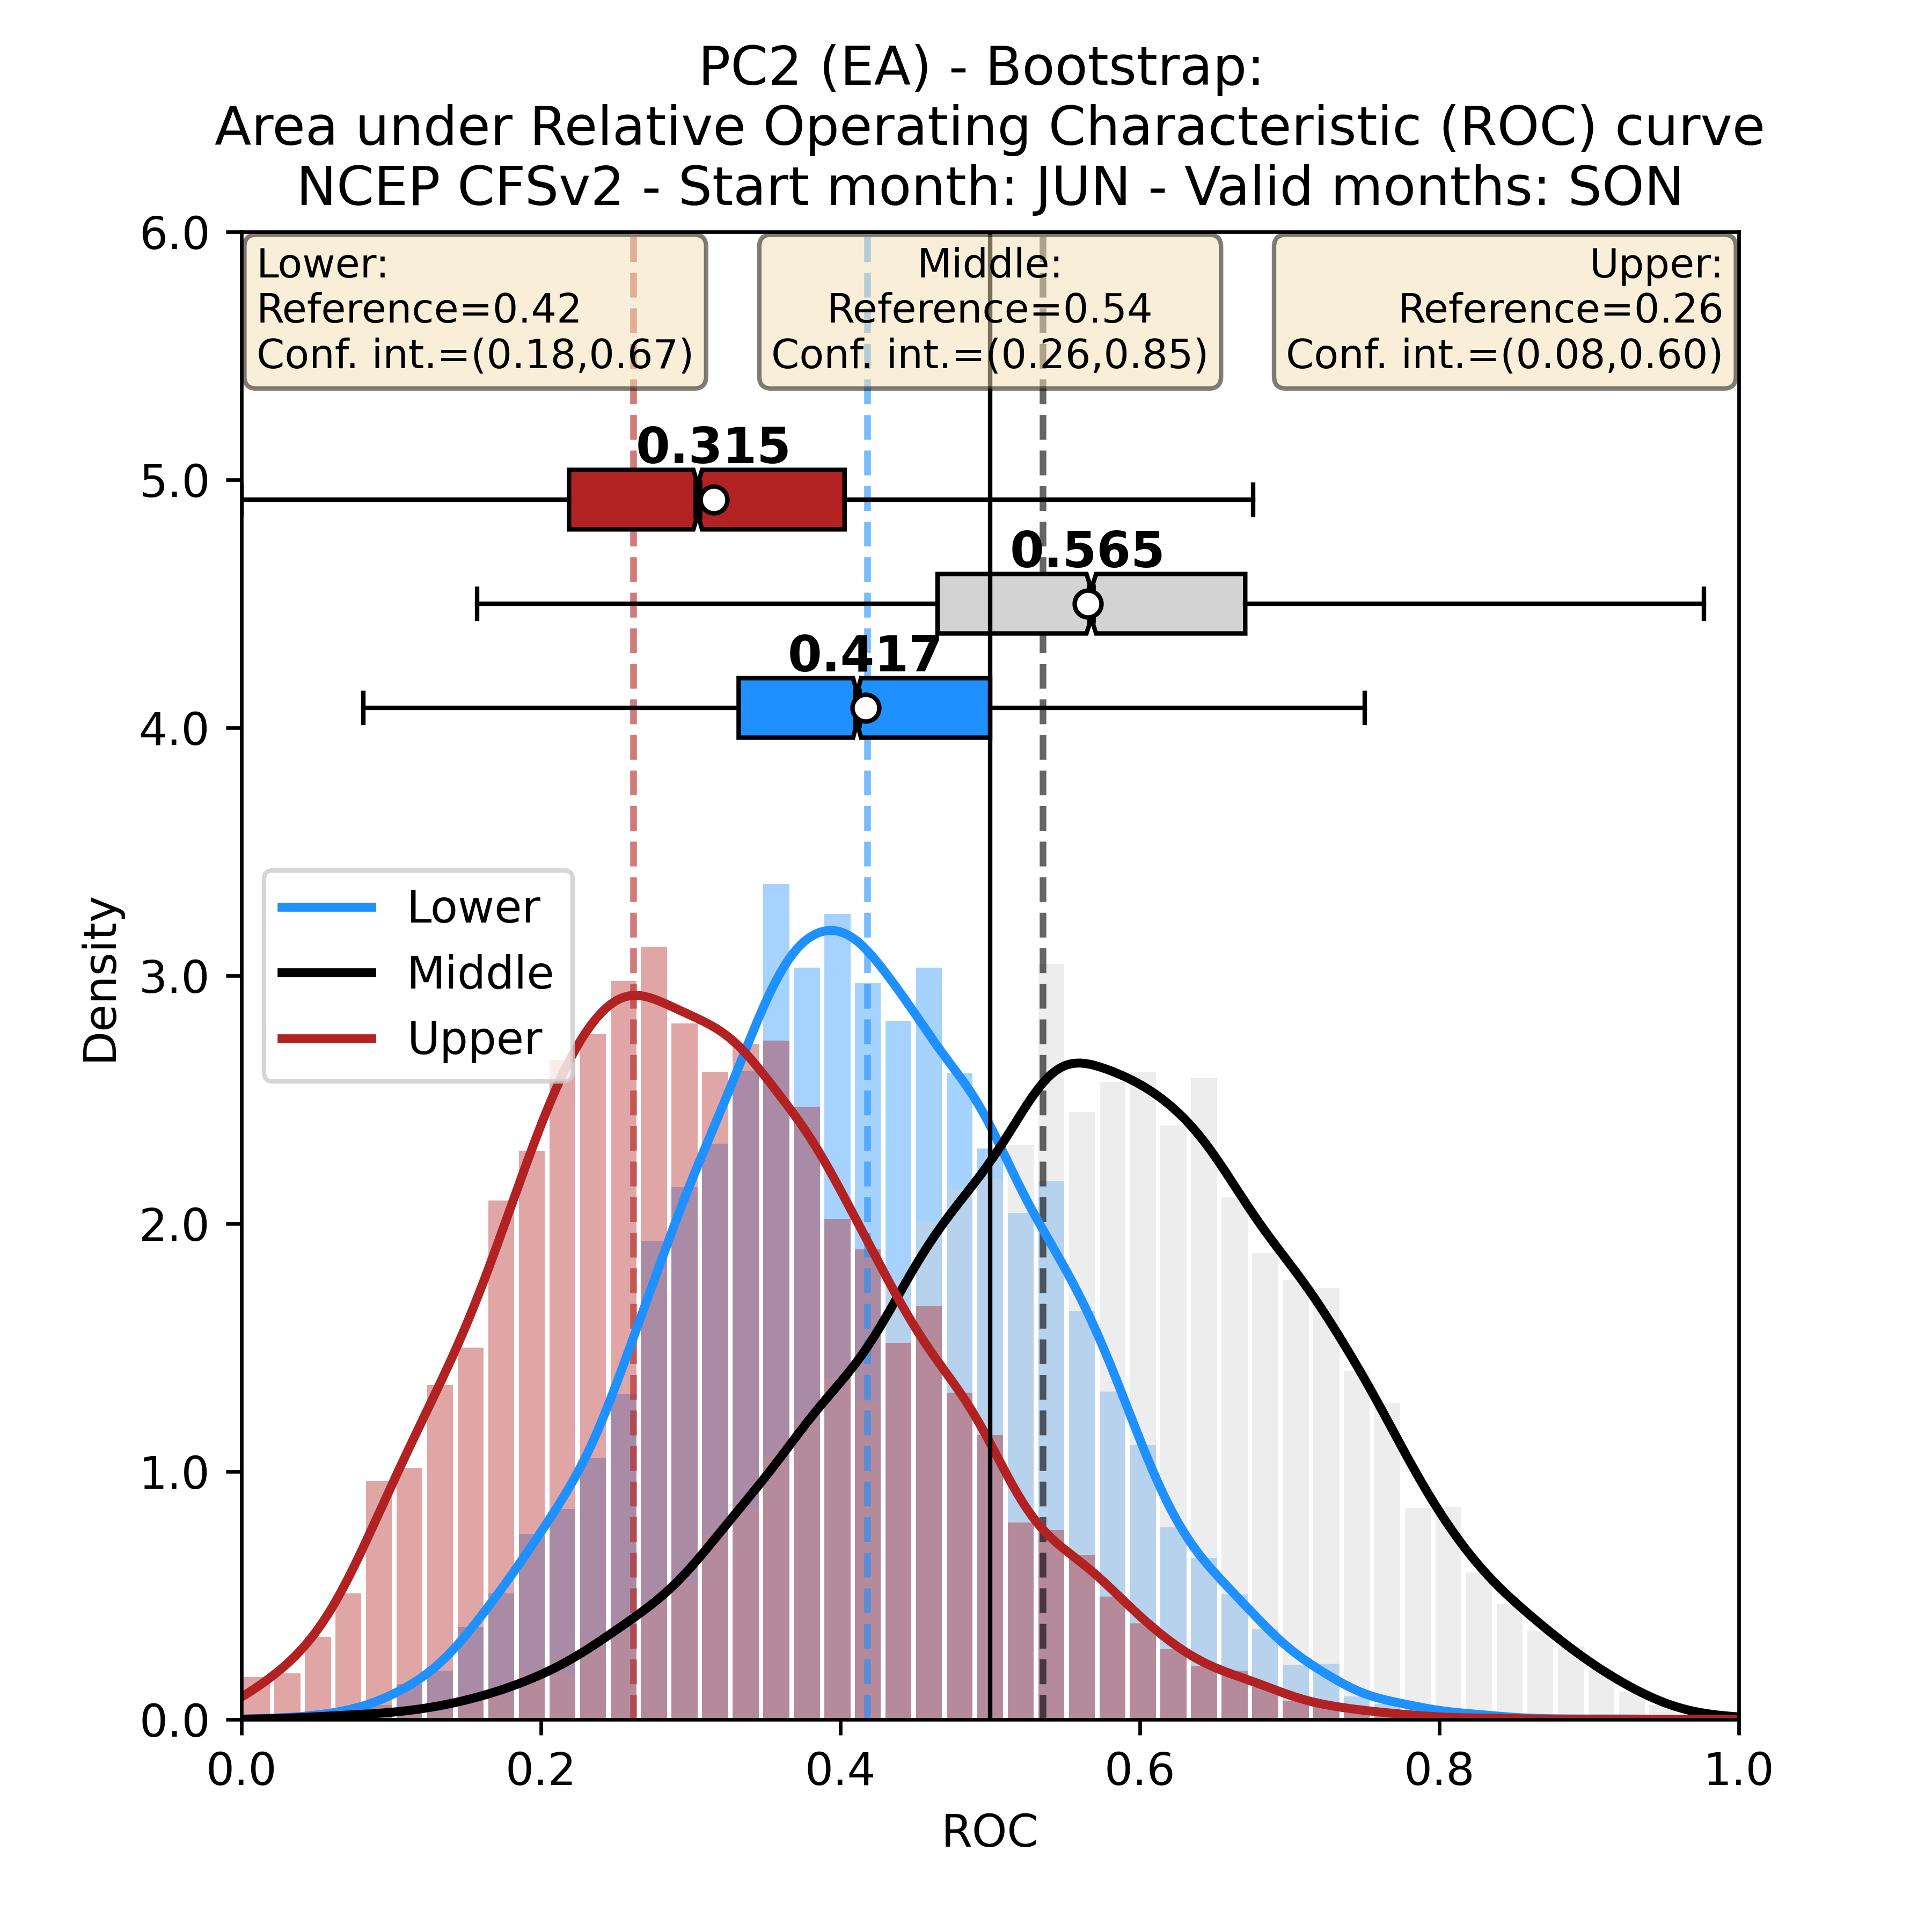 PC2 (EA) - Bootstrap:
Area under Relative Operating Characteristic (ROC) curve
NCEP CFSv2 - Start month: JUN - Valid months: SON
Lower:
Reference=0.42
Conf. int.=(0.18,0.67)
Middle:
Reference=0.54
Conf. int.=(0.26,0.85)
Upper:
Reference=0.26
Conf. int.=(0.08,0.60)
0.315
0.565
0.417
Lower
Middle
Upper
Density
6.0
5.0
4.0
3.0
2.0
1.0
0.0
0.0 0.2 0.4 0.6 0.8 1.0
ROC